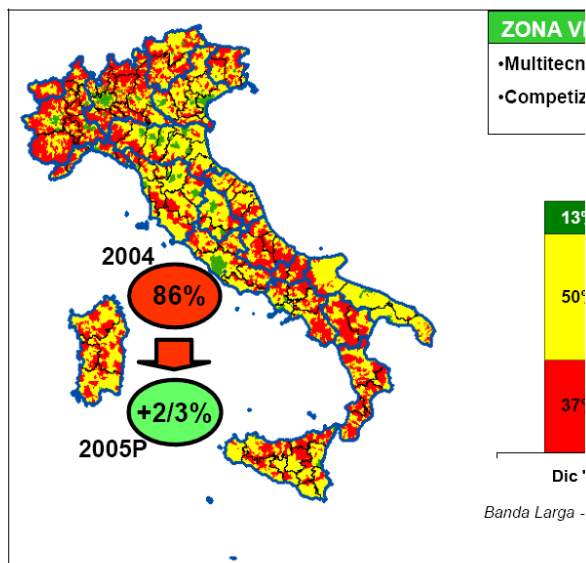 ZONA
•Multitecn
•Competiz
2004
86%
+2/3%
2005P
13%
50%
37%
Dic '
Banda Larga -